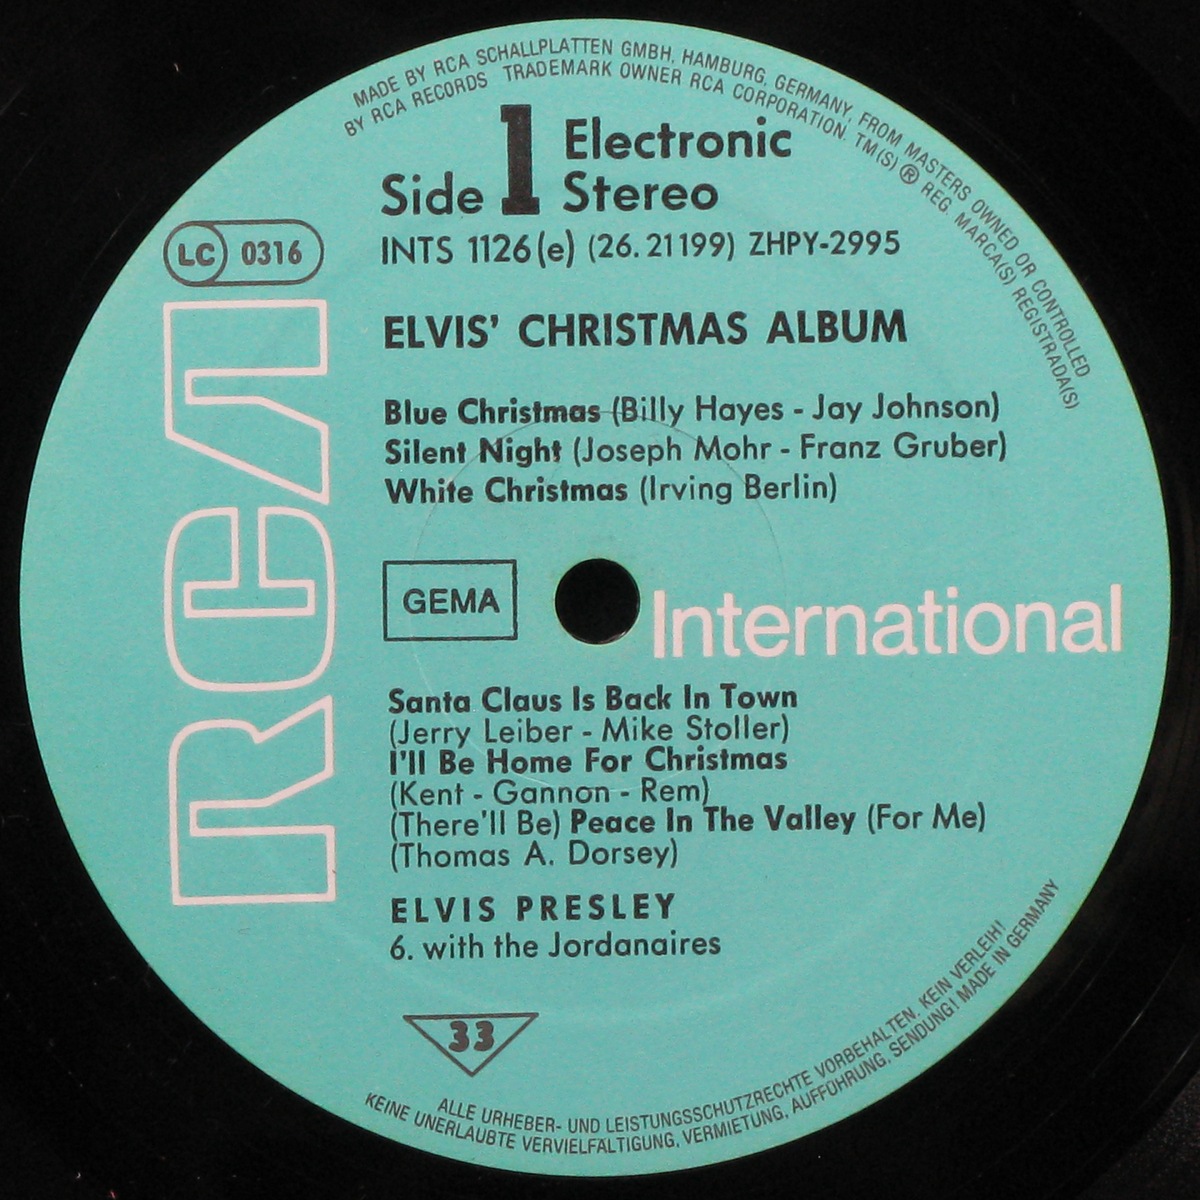 MADE BY RCA SCHALLPLATTEN GMBH, HAMBURG, GERMANY, FROM MASTERS OWNED OR CONTROLLED
BY RCA RECORDS TRADEMARK OWNER RCA CORPORATION. TM(S) ® REG. MARCA(S) REGISTRADA(S)
Side 1 Electronic
Stereo
LC 0316
INTS 1126(e) (26.21199) ZHPY-2995
RCA
ELVIS' CHRISTMAS ALBUM
Blue Christmas (Billy Hayes - Jay Johnson)
Silent Night (Joseph Mohr - Franz Gruber)
White Christmas (Irving Berlin)
GEMA
International
Santa Claus Is Back In Town
(Jerry Leiber - Mike Stoller)
I'll Be Home For Christmas
(Kent - Gannon - Rem)
(There'll Be) Peace In The Valley (For Me)
(Thomas A. Dorsey)
ELVIS PRESLEY
6. with the Jordanaires
33
ALLE URHEBER- UND LEISTUNGSSCHUTZRECHTE VORBEHALTEN. KEIN VERLEIH!
KEINE UNERLAUBTE VERVIELFÄLTIGUNG, VERMIETUNG, AUFFÜHRUNG, SENDUNG! MADE IN GERMANY